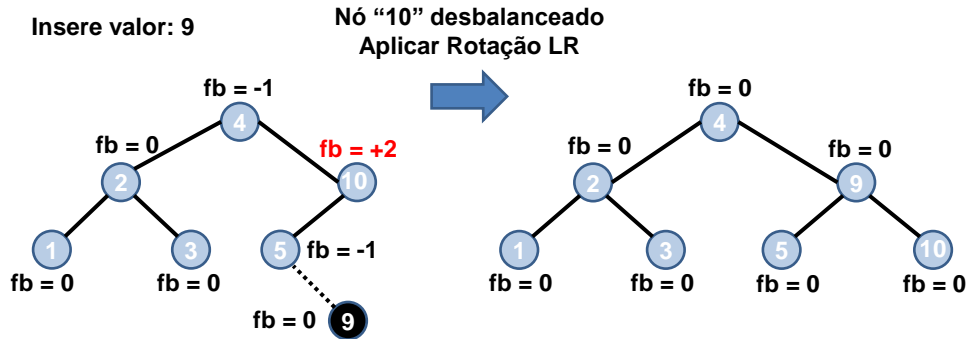 Insere valor: 9
Nó “10” desbalanceado
Aplicar Rotação LR
fb = -1
4
fb = 0
2
fb = +2
10
1
fb = 0
3
fb = 0
5
fb = -1
fb = 0
9
fb = 0
4
fb = 0
2
fb = 0
9
1
fb = 0
3
fb = 0
5
fb = 0
10
fb = 0